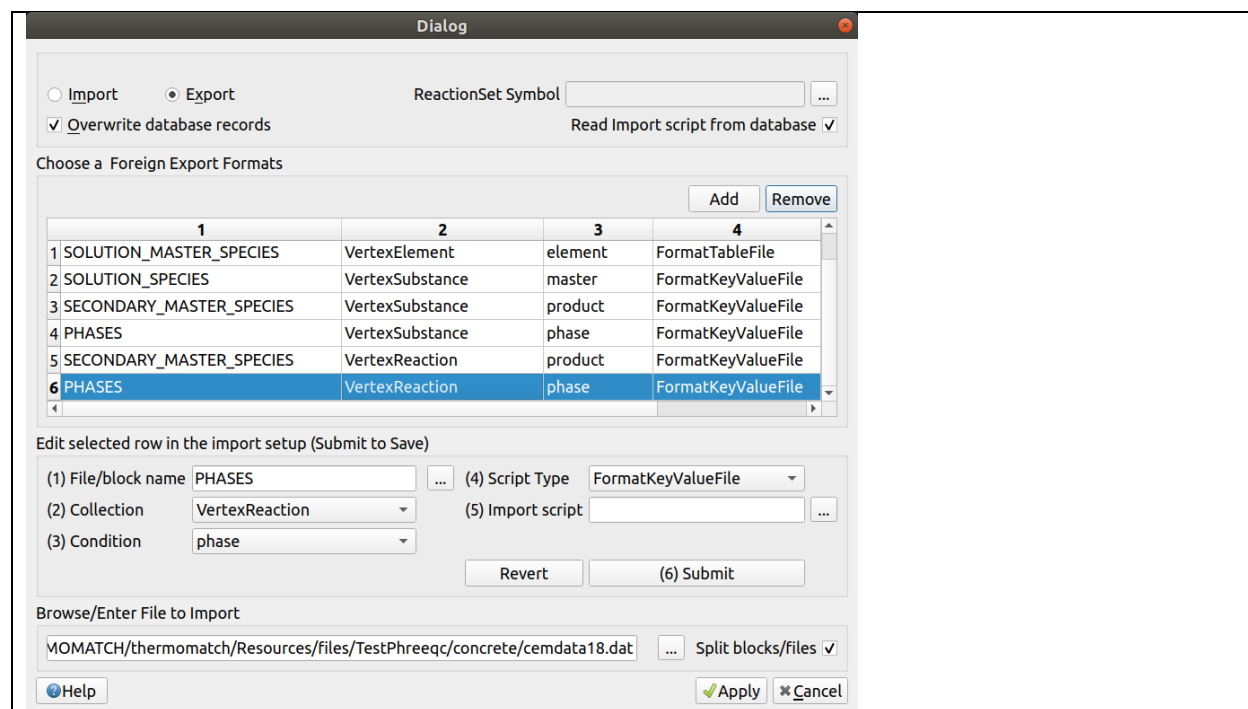 Dialog
Import Export ReactionSet Symbol ...
Overwrite database records Read Import script from database
Choose a Foreign Export Formats
Add Remove
1 2 3 4
1 SOLUTION_MASTER_SPECIES VertexElement element FormatTableFile
2 SOLUTION_SPECIES VertexSubstance master FormatKeyValueFile
3 SECONDARY_MASTER_SPECIES VertexSubstance product FormatKeyValueFile
4 PHASES VertexSubstance phase FormatKeyValueFile
5 SECONDARY_MASTER_SPECIES VertexReaction product FormatKeyValueFile
6 PHASES VertexReaction phase FormatKeyValueFile
Edit selected row in the import setup (Submit to Save)
(1) File/block name PHASES ... (4) Script Type FormatKeyValueFile
(2) Collection VertexReaction (5) Import script ...
(3) Condition phase
Revert (6) Submit
Browse/Enter File to Import
MOMATCH/thermomatch/Resources/files/TestPhreeqc/concrete/cemdata18.dat ... Split blocks/files
Help Apply Cancel